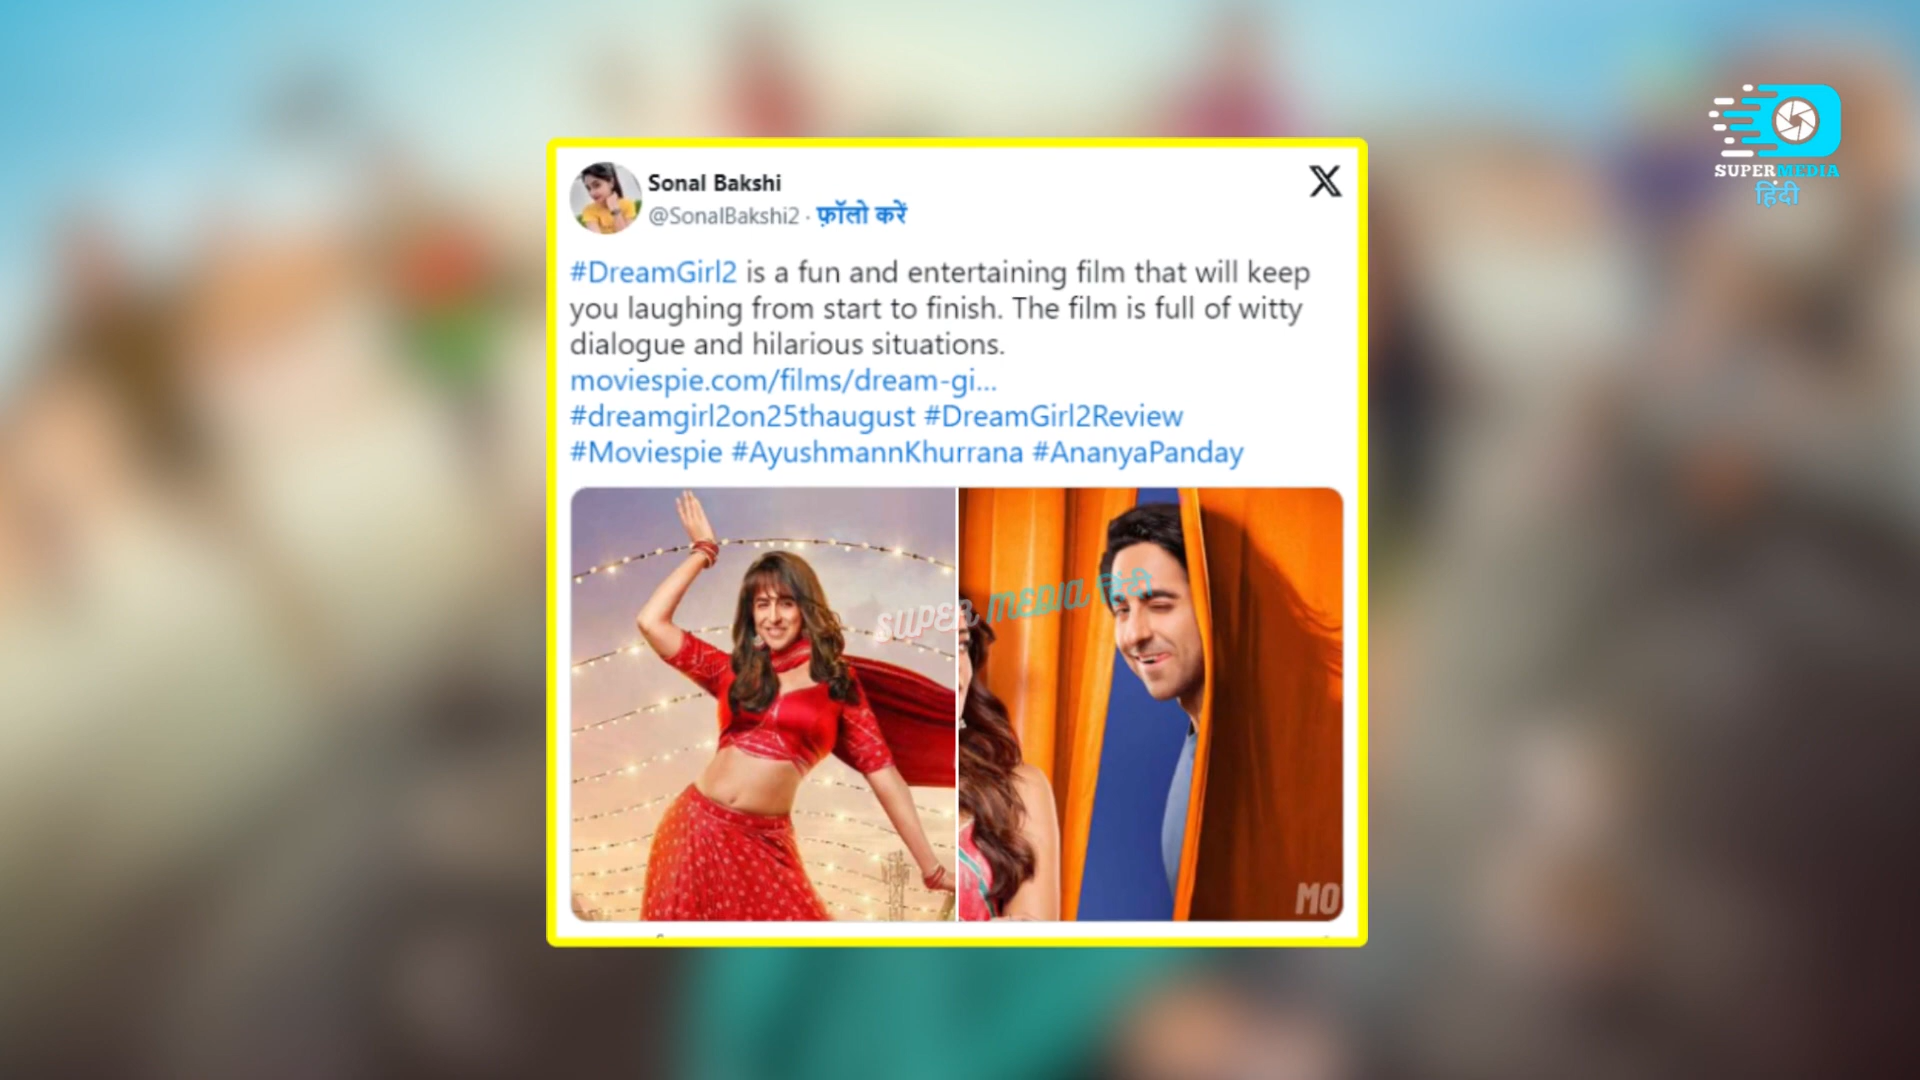 SUPERMEDIA
हिंदी
Sonal Bakshi
@SonalBakshi2 · फ़ॉलो करें
#DreamGirl2 is a fun and entertaining film that will keep
you laughing from start to finish. The film is full of witty
dialogue and hilarious situations.
moviespie.com/films/dream-gi...
#dreamgirl2on25thaugust #DreamGirl2Review
#Moviespie #AyushmannKhurrana #AnanyaPanday
SUPER MEDIA हिंदी
MO